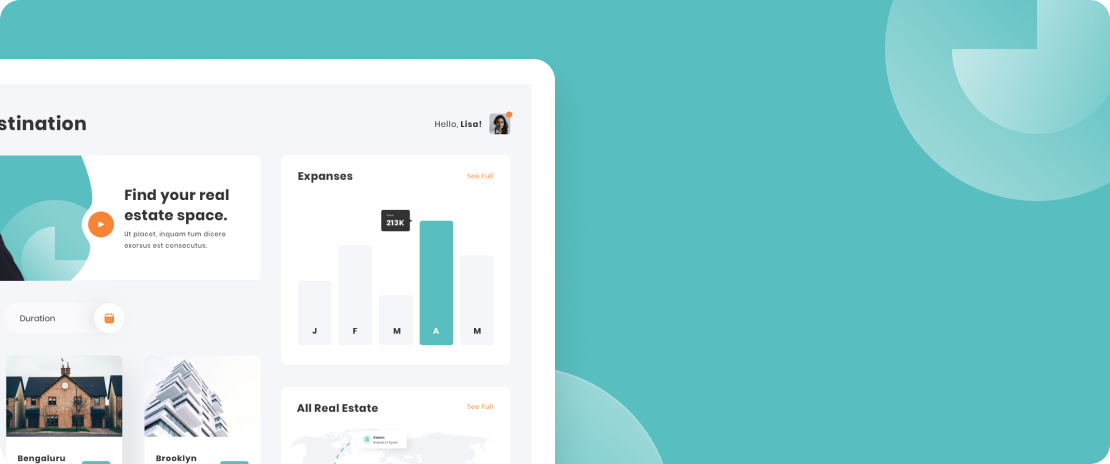 stination
Hello, Lisa!
Find your real
estate space.
Ut placet, inquam tum dicere
exorsus est consecutus.
Expanses
See Full
213K
J F M A M
Duration
All Real Estate
See Full
Bengaluru
Brooklyn